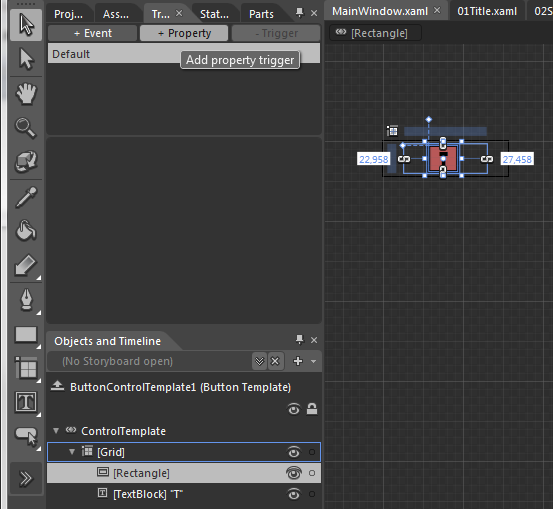 Proj... Ass... Tr... × Stat... Parts
MainWindow.xaml × 01Title.xaml 02S
+ Event + Property - Trigger
[Rectangle]
Default
Add property trigger
22,958 27,458
Objects and Timeline
(No Storyboard open)
ButtonControlTemplate1 (Button Template)
ControlTemplate
[Grid]
[Rectangle]
[TextBlock] "T"